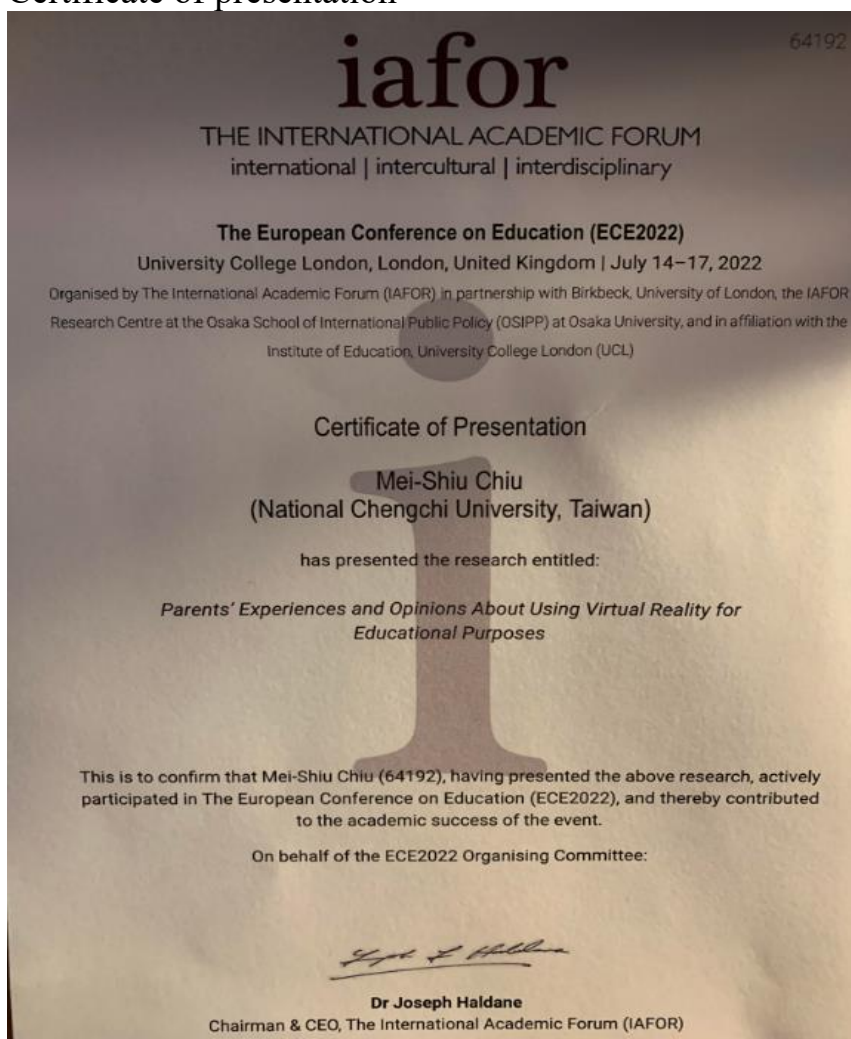 Certificate of presentation
64192
iafor
THE INTERNATIONAL ACADEMIC FORUM
international | intercultural | interdisciplinary
The European Conference on Education (ECE2022)
University College London, London, United Kingdom | July 14–17, 2022
Organised by The International Academic Forum (IAFOR) in partnership with Birkbeck, University of London, the IAFOR
Research Centre at the Osaka School of International Public Policy (OSIPP) at Osaka University, and in affiliation with the
Institute of Education, University College London (UCL)
Certificate of Presentation
Mei-Shiu Chiu
(National Chengchi University, Taiwan)
has presented the research entitled:
Parents' Experiences and Opinions About Using Virtual Reality for
Educational Purposes
This is to confirm that Mei-Shiu Chiu (64192), having presented the above research, actively
participated in The European Conference on Education (ECE2022), and thereby contributed
to the academic success of the event.
On behalf of the ECE2022 Organising Committee:
Dr Joseph Haldane
Chairman & CEO, The International Academic Forum (IAFOR)